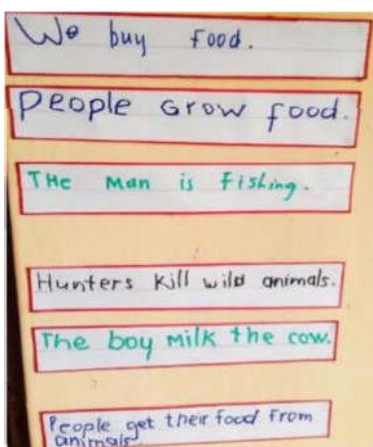 We buy food.
People Grow food.
THe Man is Fishing.
Hunters Kill wild animals.
The boy Milk the cow.
People get their food From
animals